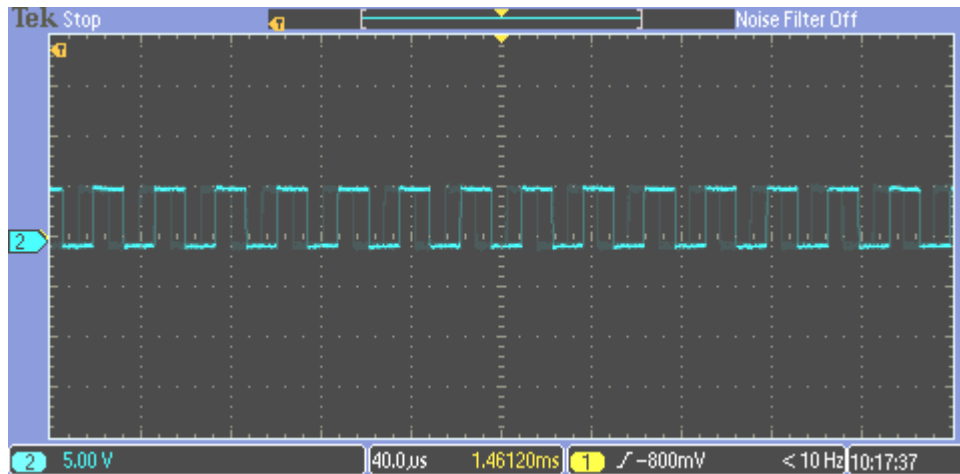 Tek Stop Noise Filter Off
T
T
2
2 5.00 V 40.0µs 1.46120ms 1 ∫ −800mV < 10 Hz 10:17:37